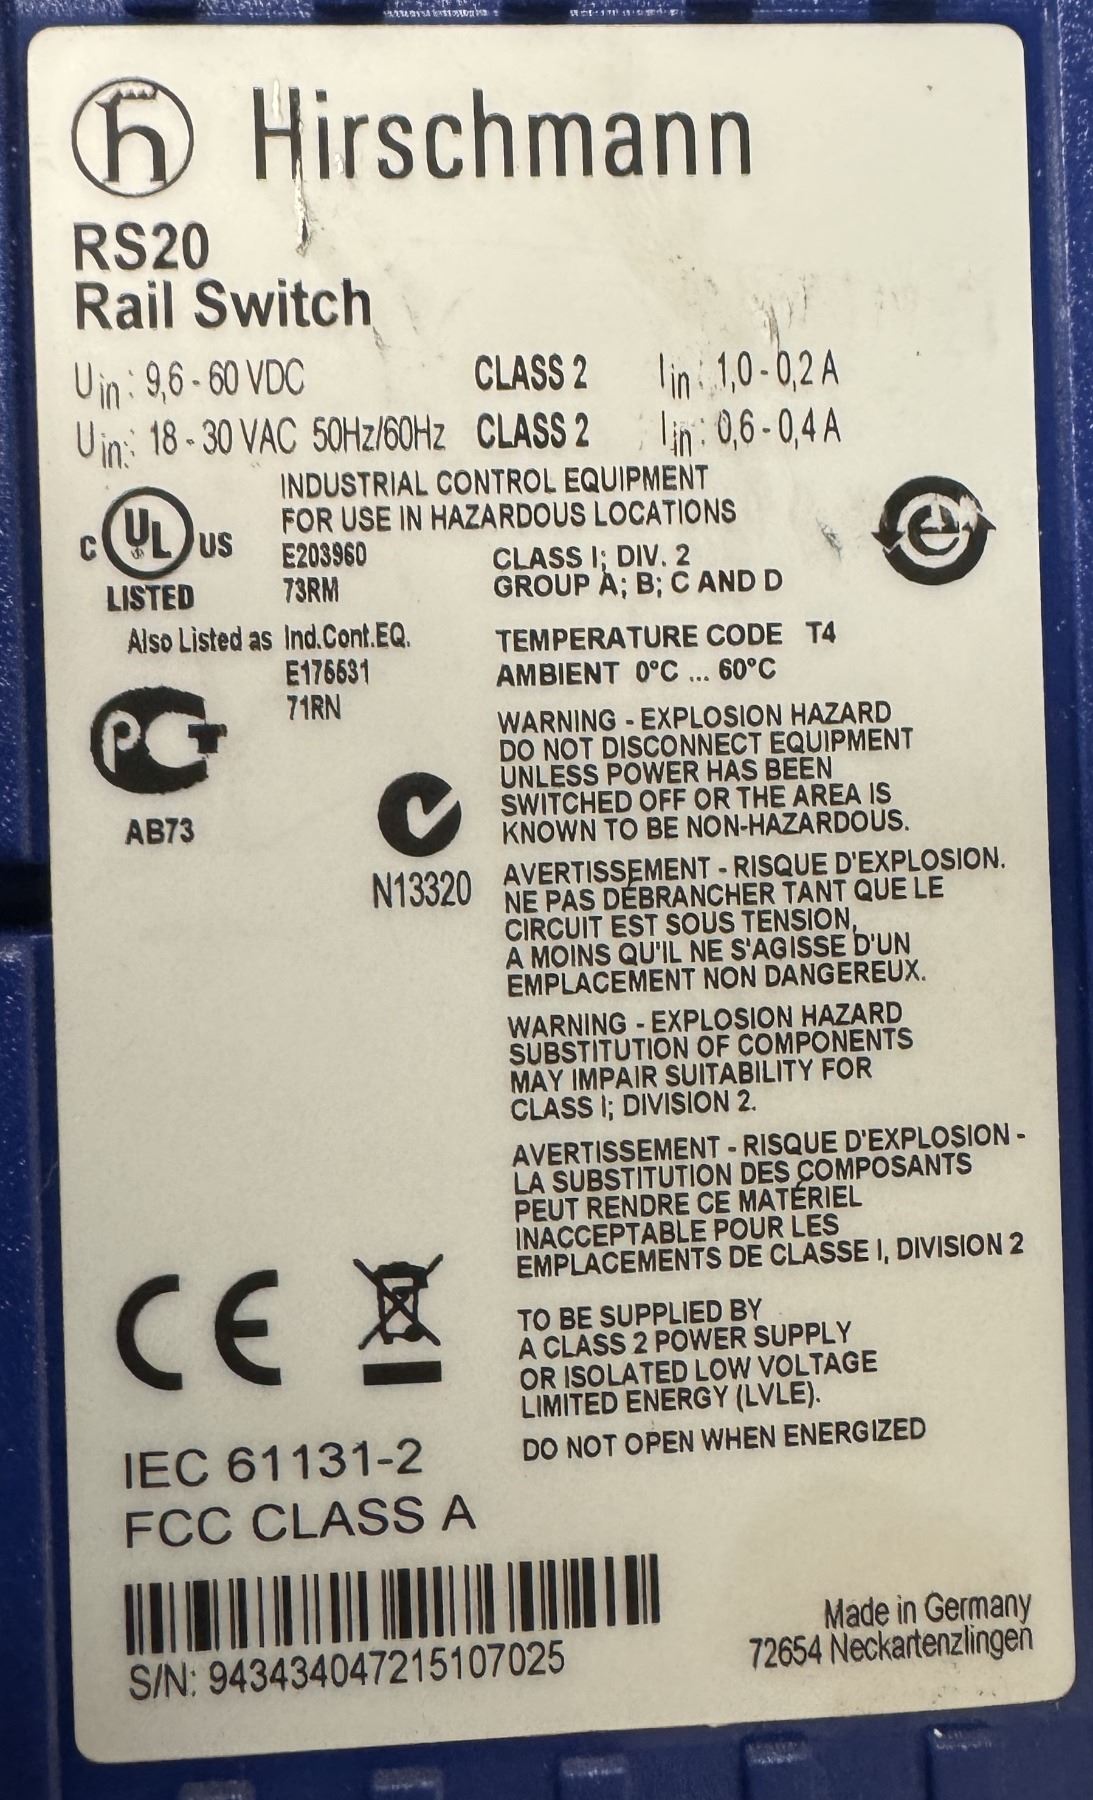 Hirschmann
RS20
Rail Switch
Uin: 9,6 - 60 VDC CLASS 2 Iin: 1,0 - 0,2 A
Uin: 18 - 30 VAC 50Hz/60Hz CLASS 2 Iin: 0,6 - 0,4 A
INDUSTRIAL CONTROL EQUIPMENT
FOR USE IN HAZARDOUS LOCATIONS
C UL US
LISTED
E203960
73RM
CLASS I; DIV. 2
GROUP A; B; C AND D
Also Listed as Ind.Cont.EQ.
E175531
71RN
TEMPERATURE CODE T4
AMBIENT 0°C ... 60°C
AB73
N13320
WARNING - EXPLOSION HAZARD
DO NOT DISCONNECT EQUIPMENT
UNLESS POWER HAS BEEN
SWITCHED OFF OR THE AREA IS
KNOWN TO BE NON-HAZARDOUS.
AVERTISSEMENT - RISQUE D'EXPLOSION.
NE PAS DÉBRANCHER TANT QUE LE
CIRCUIT EST SOUS TENSION,
A MOINS QU'IL NE S'AGISSE D'UN
EMPLACEMENT NON DANGEREUX.
WARNING - EXPLOSION HAZARD
SUBSTITUTION OF COMPONENTS
MAY IMPAIR SUITABILITY FOR
CLASS I; DIVISION 2.
AVERTISSEMENT - RISQUE D'EXPLOSION -
LA SUBSTITUTION DES COMPOSANTS
PEUT RENDRE CE MATÉRIEL
INACCEPTABLE POUR LES
EMPLACEMENTS DE CLASSE I, DIVISION 2
TO BE SUPPLIED BY
A CLASS 2 POWER SUPPLY
OR ISOLATED LOW VOLTAGE
LIMITED ENERGY (LVLE).
DO NOT OPEN WHEN ENERGIZED
CE
IEC 61131-2
FCC CLASS A
S/N: 943434047215107025
Made in Germany
72654 Neckartenzlingen